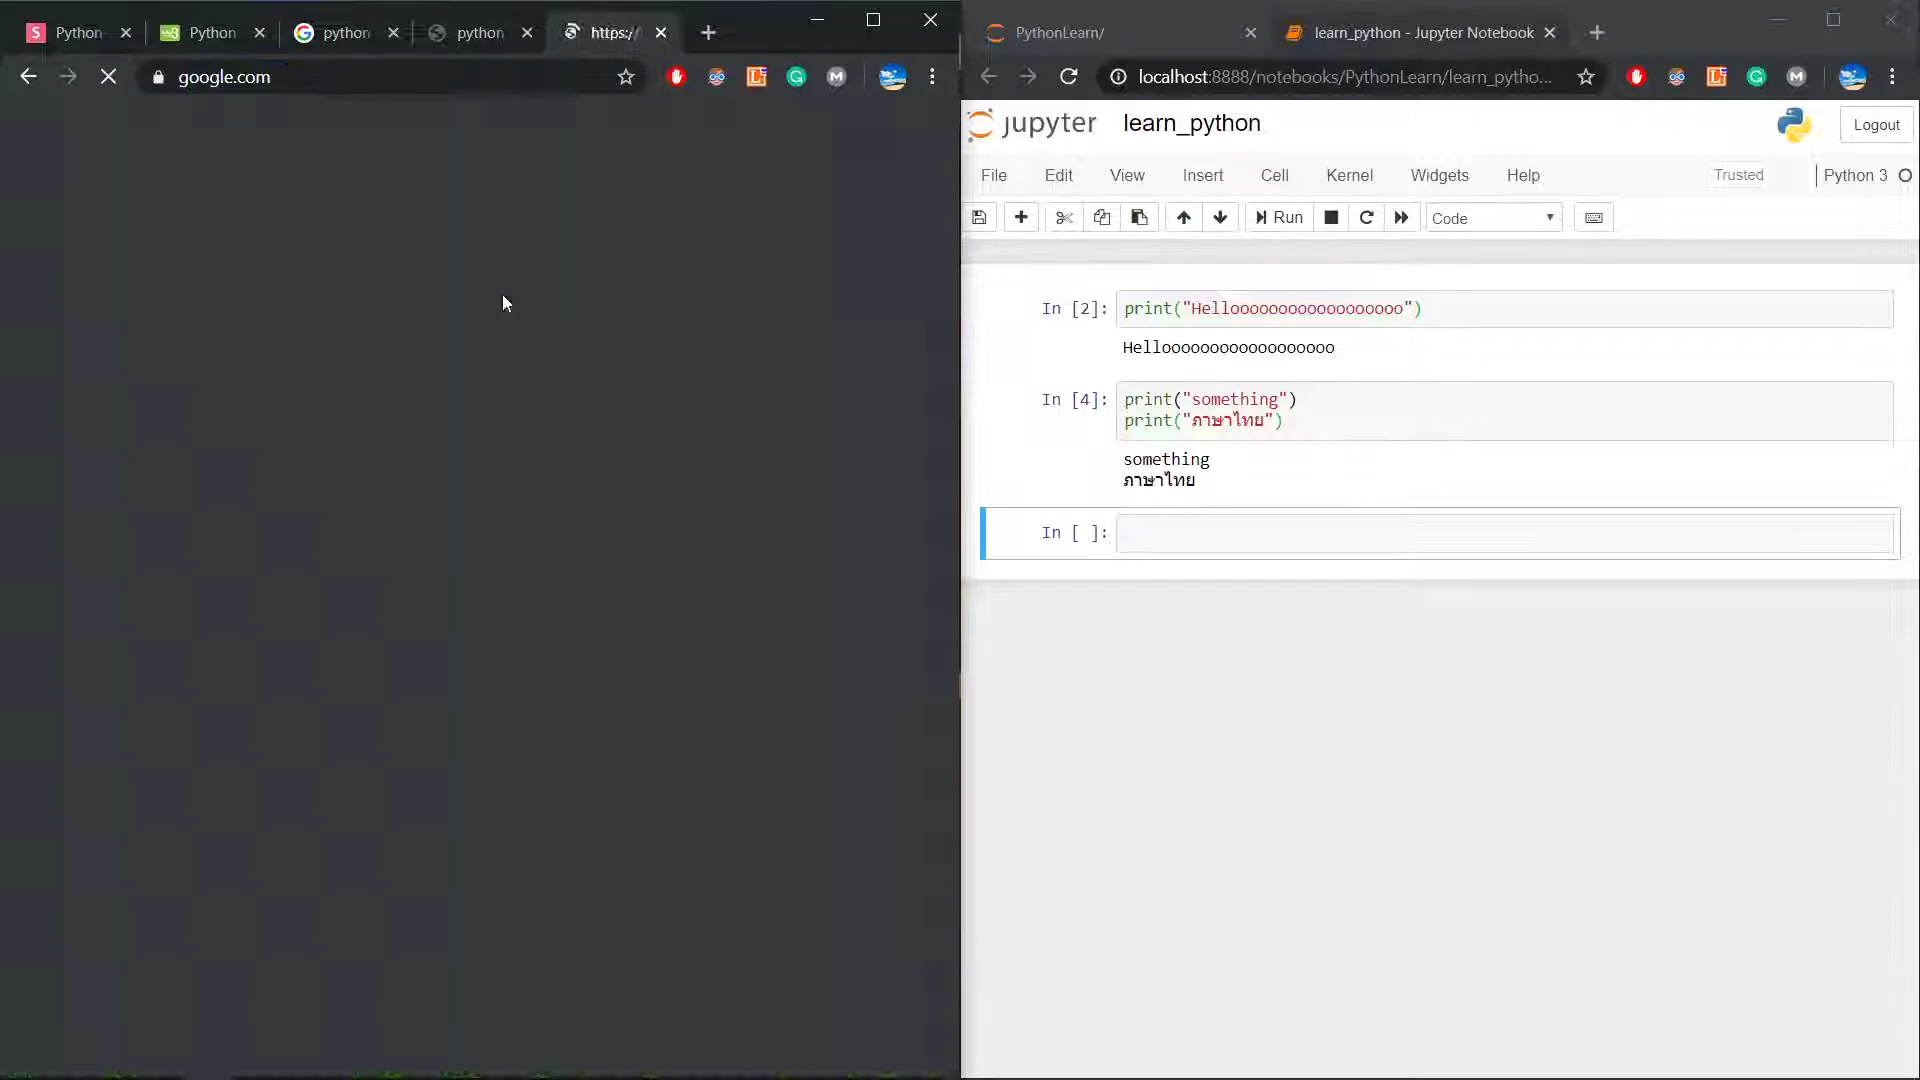 Python
Python
python
python
https:/
google.com
PythonLearn/
learn_python - Jupyter Notebook
localhost:8888/notebooks/PythonLearn/learn_pytho...
jupyter learn_python
Logout
File Edit View Insert Cell Kernel Widgets Help
Trusted
Python 3
Run
Code
In [2]: print("Helloooooooooooooooooo")
Helloooooooooooooooooo
In [4]: print("something")
print("ภาษาไทย")
something
ภาษาไทย
In [ ]: